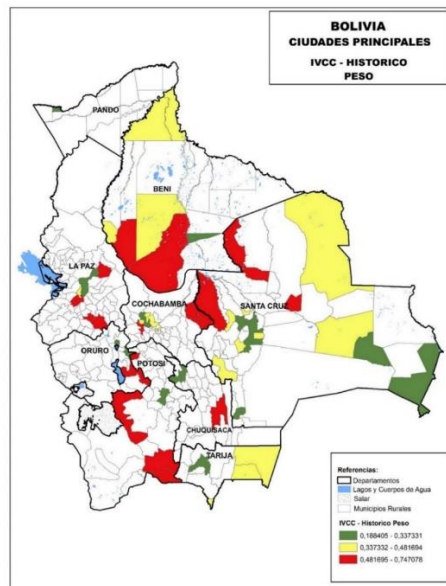 BOLIVIA
CIUDADES PRINCIPALES
IVCC - HISTORICO
PESO
PANDO
BENI
LA PAZ
COCHABAMBA
SANTA CRUZ
ORURO
POTOSI
CHUQUISACA
TARIJA
Referencias:
Departamentos
Lagos y Cuerpos de Agua
Salar
Municipios Rurales
IVCC - Historico Peso
0,188405 - 0,337331
0,337332 - 0,481694
0,481695 - 0,747078